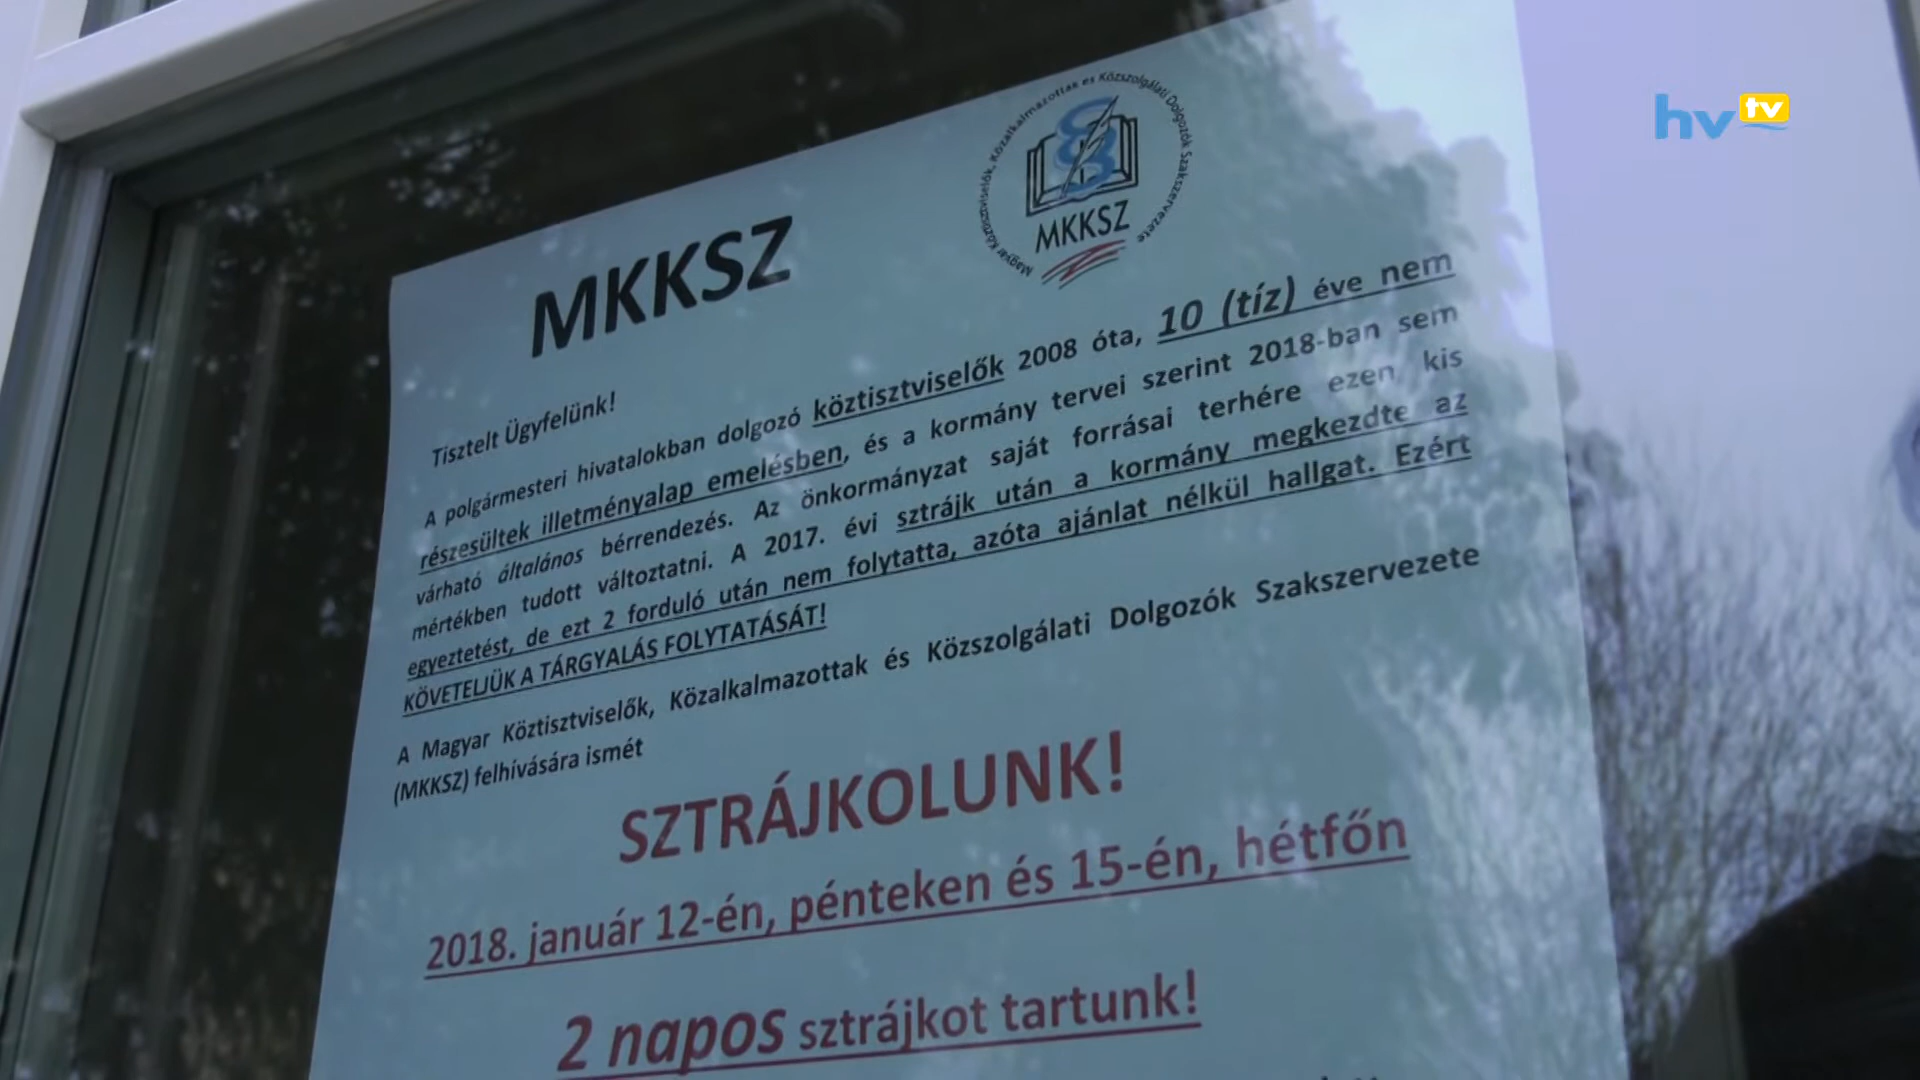 hv tv
Magyar Köztisztviselők, Közalkalmazottak és Közszolgálati Dolgozók Szakszervezete
MKKSZ
MKKSZ
Tisztelt Ügyfelünk!
A polgármesteri hivatalokban dolgozó köztisztviselők 2008 óta, 10 (tíz) éve nem
részesültek illetményalap emelésben, és a kormány tervei szerint 2018-ban sem
várható általános bérrendezés. Az önkormányzat saját forrásai terhére ezen kis
mértékben tudott változtatni. A 2017. évi sztrájk után a kormány megkezdte az
egyeztetést, de ezt 2 forduló után nem folytatta, azóta ajánlat nélkül hallgat. Ezért
KÖVETELJÜK A TÁRGYALÁS FOLYTATÁSÁT!
A Magyar Köztisztviselők, Közalkalmazottak és Közszolgálati Dolgozók Szakszervezete
(MKKSZ) felhívására ismét
SZTRÁJKOLUNK!
2018. január 12-én, pénteken és 15-én, hétfőn
2 napos sztrájkot tartunk!